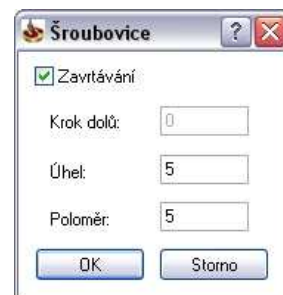 Šroubovice
Zavrtávání
Krok dolů: 0
Úhel: 5
Poloměr: 5
OK Storno